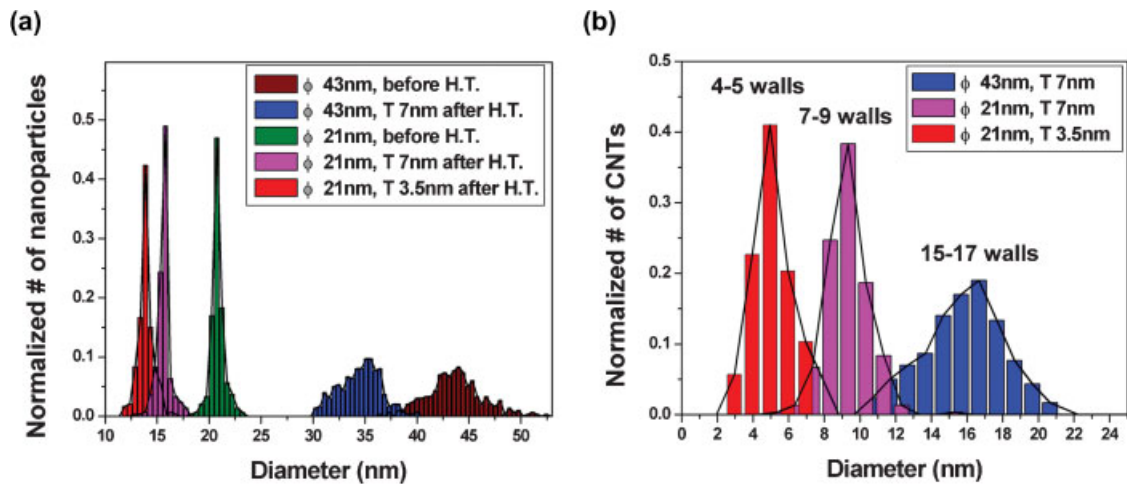 (a)
Normalized # of nanoparticles
0.5
0.4
0.3
0.2
0.1
0.0
10 15 20 25 30 35 40 45 50
Diameter (nm)
ϕ 43nm, before H.T.
ϕ 43nm, T 7nm after H.T.
ϕ 21nm, before H.T.
ϕ 21nm, T 7nm after H.T.
ϕ 21nm, T 3.5nm after H.T.
(b)
Normalized # of CNTs
0.5
0.4
0.3
0.2
0.1
0.0
0 2 4 6 8 10 12 14 16 18 20 22 24
Diameter (nm)
4-5 walls
7-9 walls
15-17 walls
ϕ 43nm, T 7nm
ϕ 21nm, T 7nm
ϕ 21nm, T 3.5nm